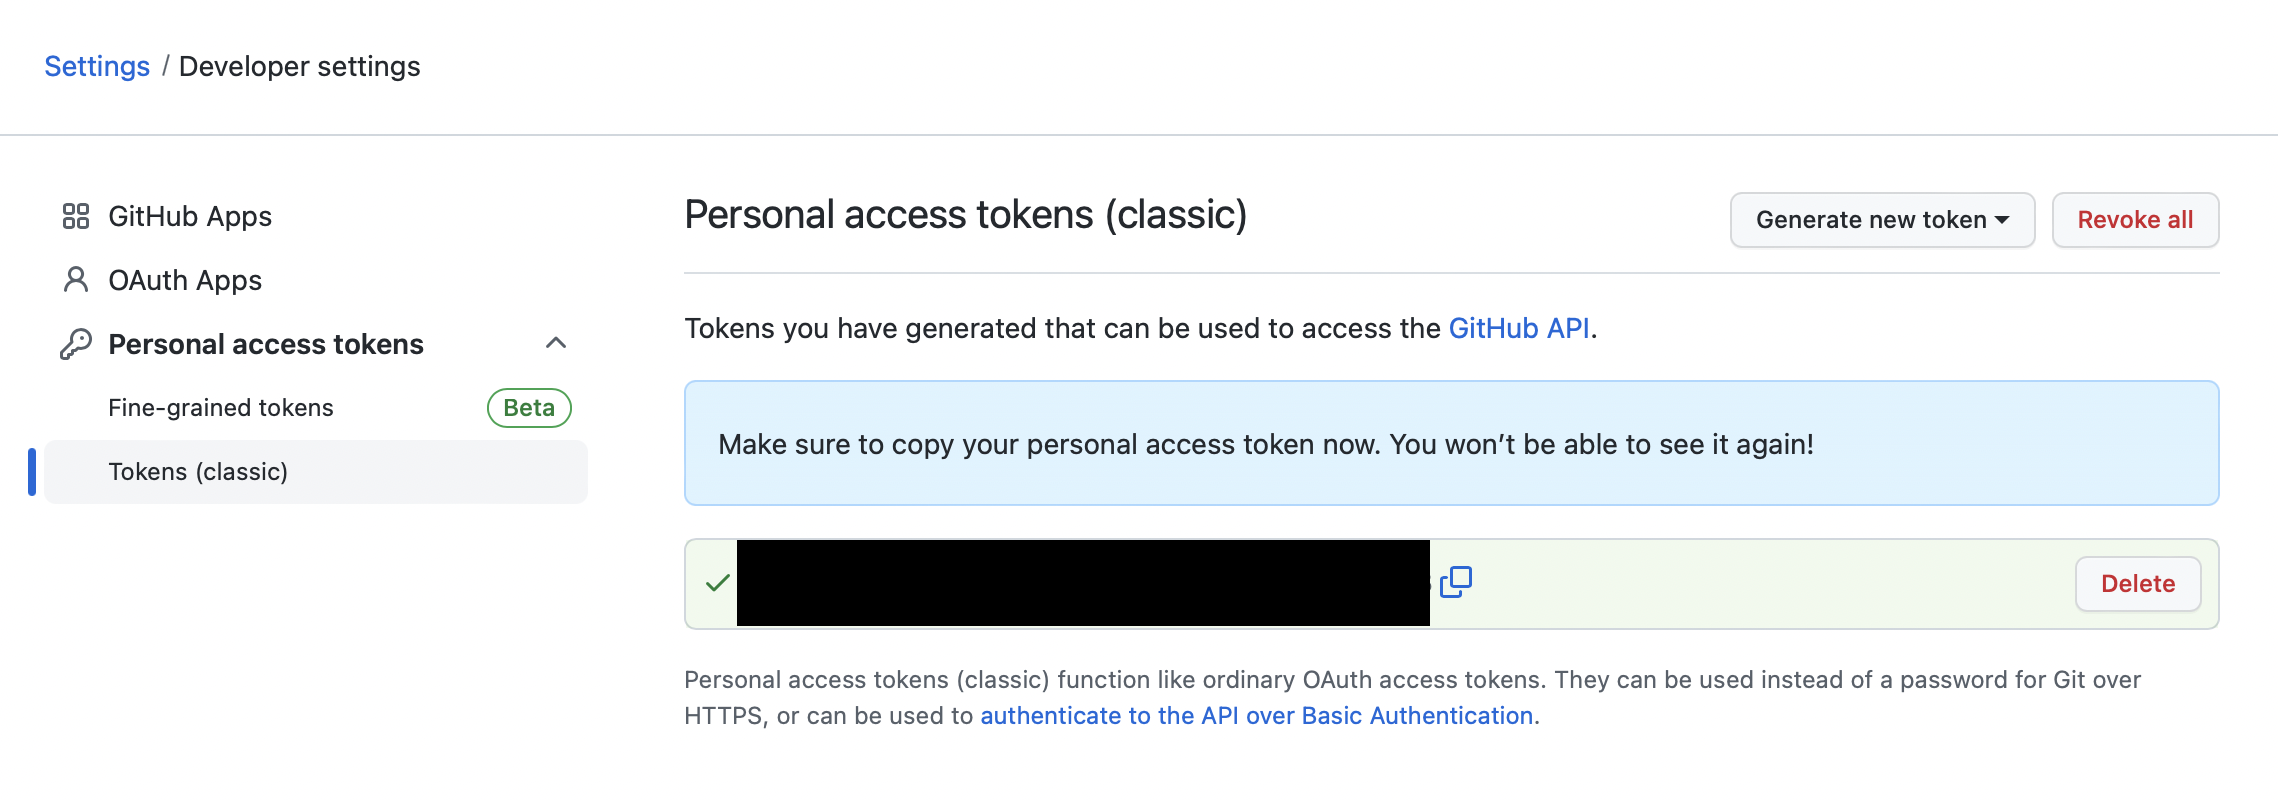 Settings / Developer settings
GitHub Apps
OAuth Apps
Personal access tokens
Fine-grained tokens Beta
Tokens (classic)
Personal access tokens (classic)
Generate new token
Revoke all
Tokens you have generated that can be used to access the GitHub API.
Make sure to copy your personal access token now. You won’t be able to see it again!
Delete
Personal access tokens (classic) function like ordinary OAuth access tokens. They can be used instead of a password for Git over
HTTPS, or can be used to authenticate to the API over Basic Authentication.